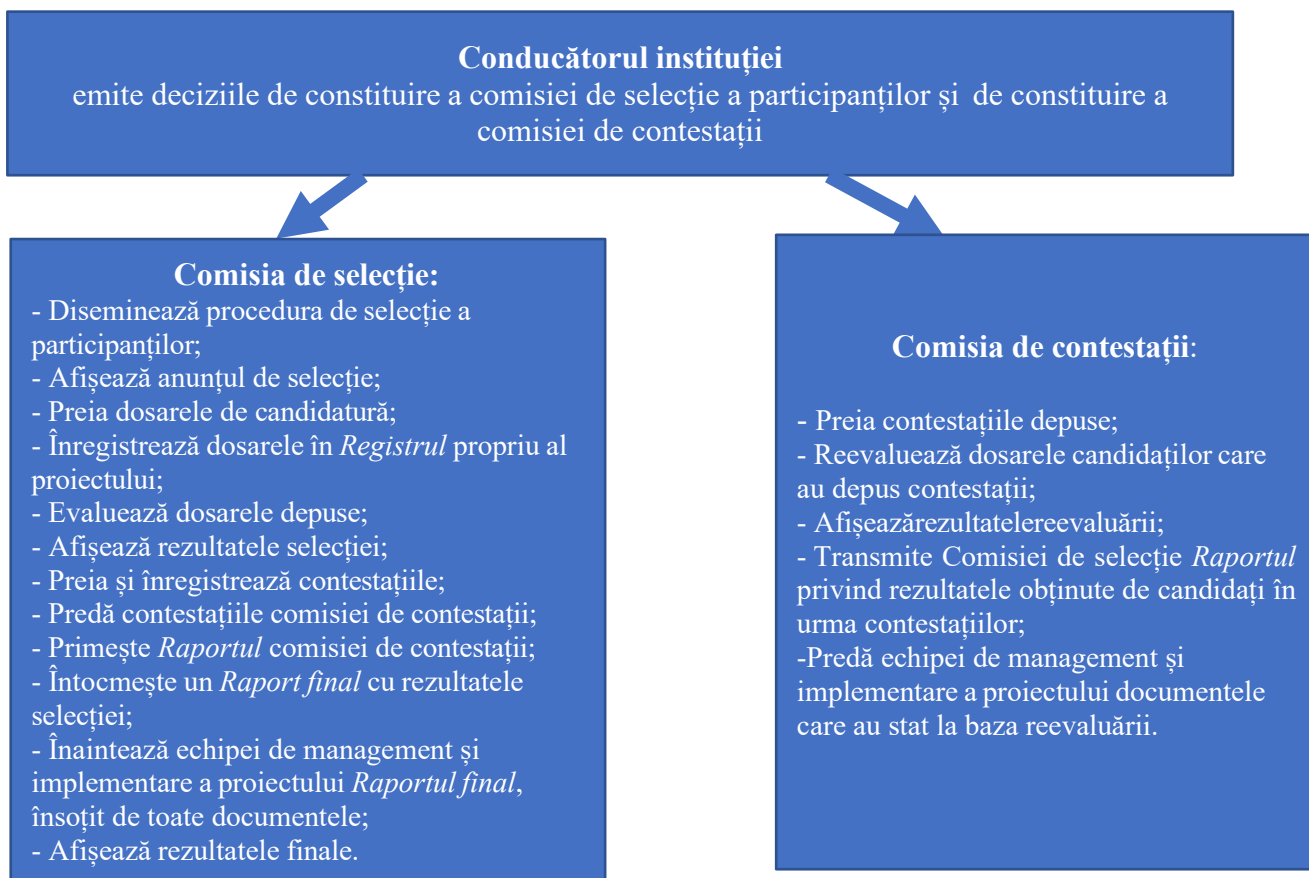 Conducătorul instituției
emite deciziile de constituire a comisiei de selecție a participanților și  de constituire a
comisiei de contestații
Comisia de selecție:
- Diseminează procedura de selecție a
participanților;
- Afișează anunțul de selecție;
- Preia dosarele de candidatură;
- Înregistrează dosarele în Registrul propriu al
proiectului;
- Evaluează dosarele depuse;
- Afișează rezultatele selecției;
- Preia și înregistrează contestațiile;
- Predă contestațiile comisiei de contestații;
- Primește Raportul comisiei de contestații;
- Întocmește un Raport final cu rezultatele
selecției;
- Înaintează echipei de management și
implementare a proiectului Raportul final,
însoțit de toate documentele;
- Afișează rezultatele finale.
Comisia de contestații:
- Preia contestațiile depuse;
- Reevaluează dosarele candidaților care
au depus contestații;
- Afișeazărezultatelereevaluării;
- Transmite Comisiei de selecție Raportul
privind rezultatele obținute de candidați în
urma contestațiilor;
-Predă echipei de management și
implementare a proiectului documentele
care au stat la baza reevaluării.